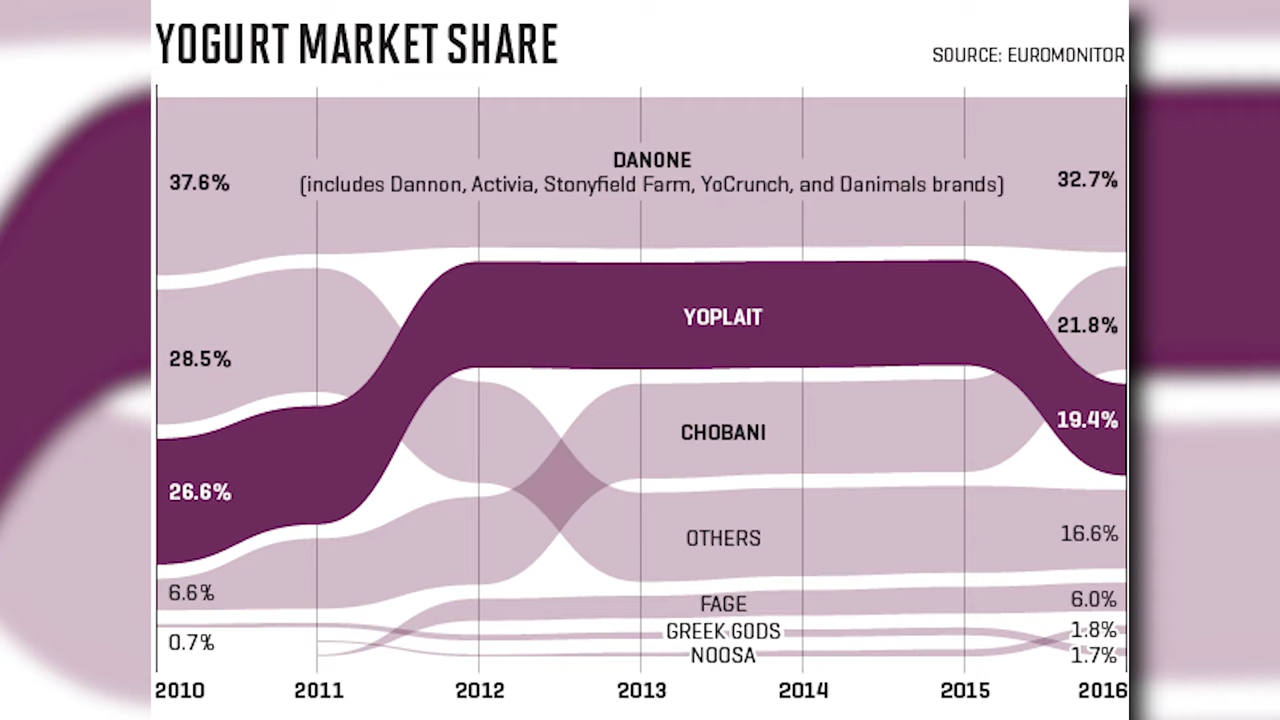 YOGURT MARKET SHARE
SOURCE: EUROMONITOR
DANONE
37.6%
(includes Dannon, Activia, Stonyfield Farm, YoCrunch, and Danimals brands)
32.7%
YOPLAIT
21.8%
28.5%
19.4%
CHOBANI
26.6%
OTHERS
16.6%
6.6%
FAGE
6.0%
0.7%
GREEK GODS
1.8%
NOOSA
1.7%
2010 2011 2012 2013 2014 2015 2016